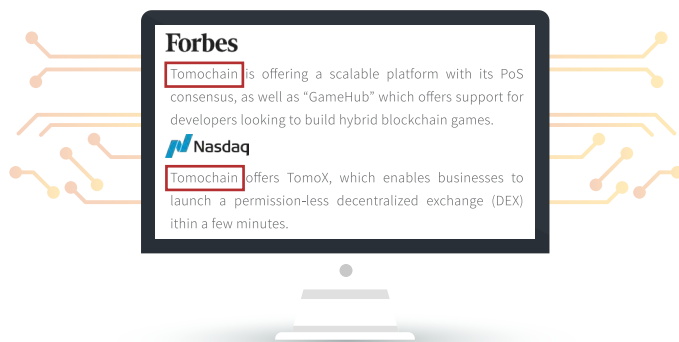 Forbes
Tomochain is offering a scalable platform with its PoS
consensus, as well as “GameHub” which offers support for
developers looking to build hybrid blockchain games.
Nasdaq
Tomochain offers TomoX, which enables businesses to
launch a permission-less decentralized exchange (DEX)
ithin a few minutes.